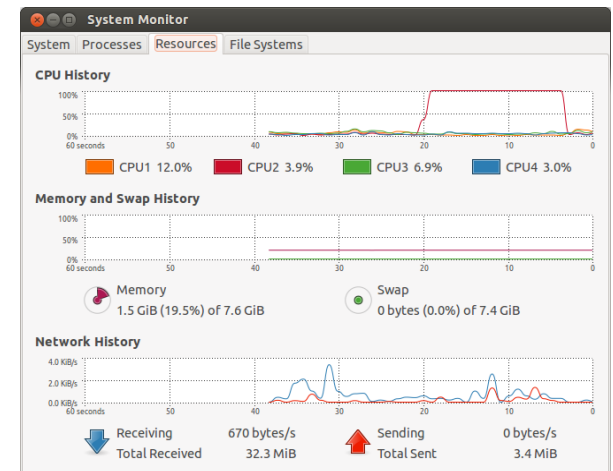 System Monitor
System Processes Resources File Systems
CPU History
100%
50%
0%
60 seconds 50 40 30 20 10 0
CPU1 12.0% CPU2 3.9% CPU3 6.9% CPU4 3.0%
Memory and Swap History
100%
50%
0%
60 seconds 50 40 30 20 10 0
Memory Swap
1.5 GiB (19.5%) of 7.6 GiB 0 bytes (0.0%) of 7.4 GiB
Network History
4.0 KiB/s
2.0 KiB/s
0.0 KiB/s
60 seconds 50 40 30 20 10 0
Receiving 670 bytes/s Sending 0 bytes/s
Total Received 32.3 MiB Total Sent 3.4 MiB